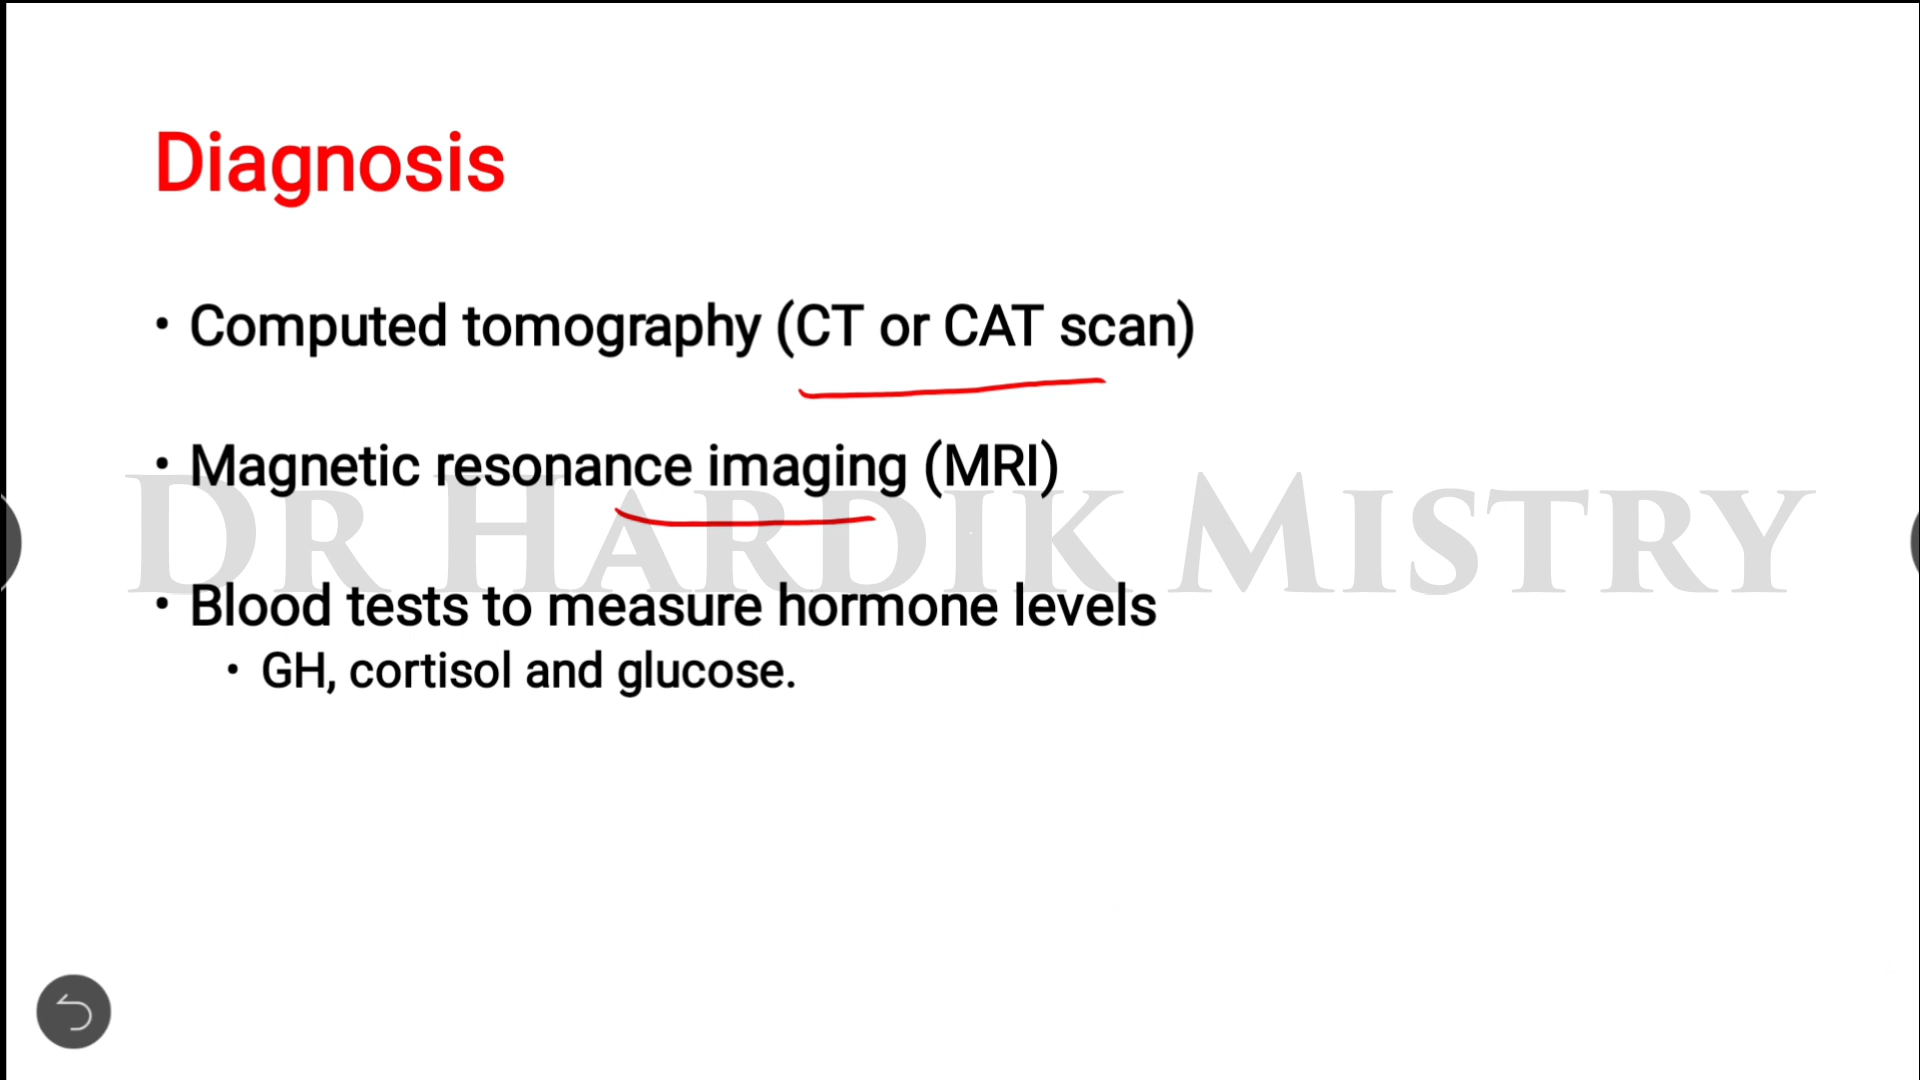 Diagnosis
• Computed tomography (CT or CAT scan)
• Magnetic resonance imaging (MRI)
DR HARDIK MISTRY
• Blood tests to measure hormone levels
• GH, cortisol and glucose.